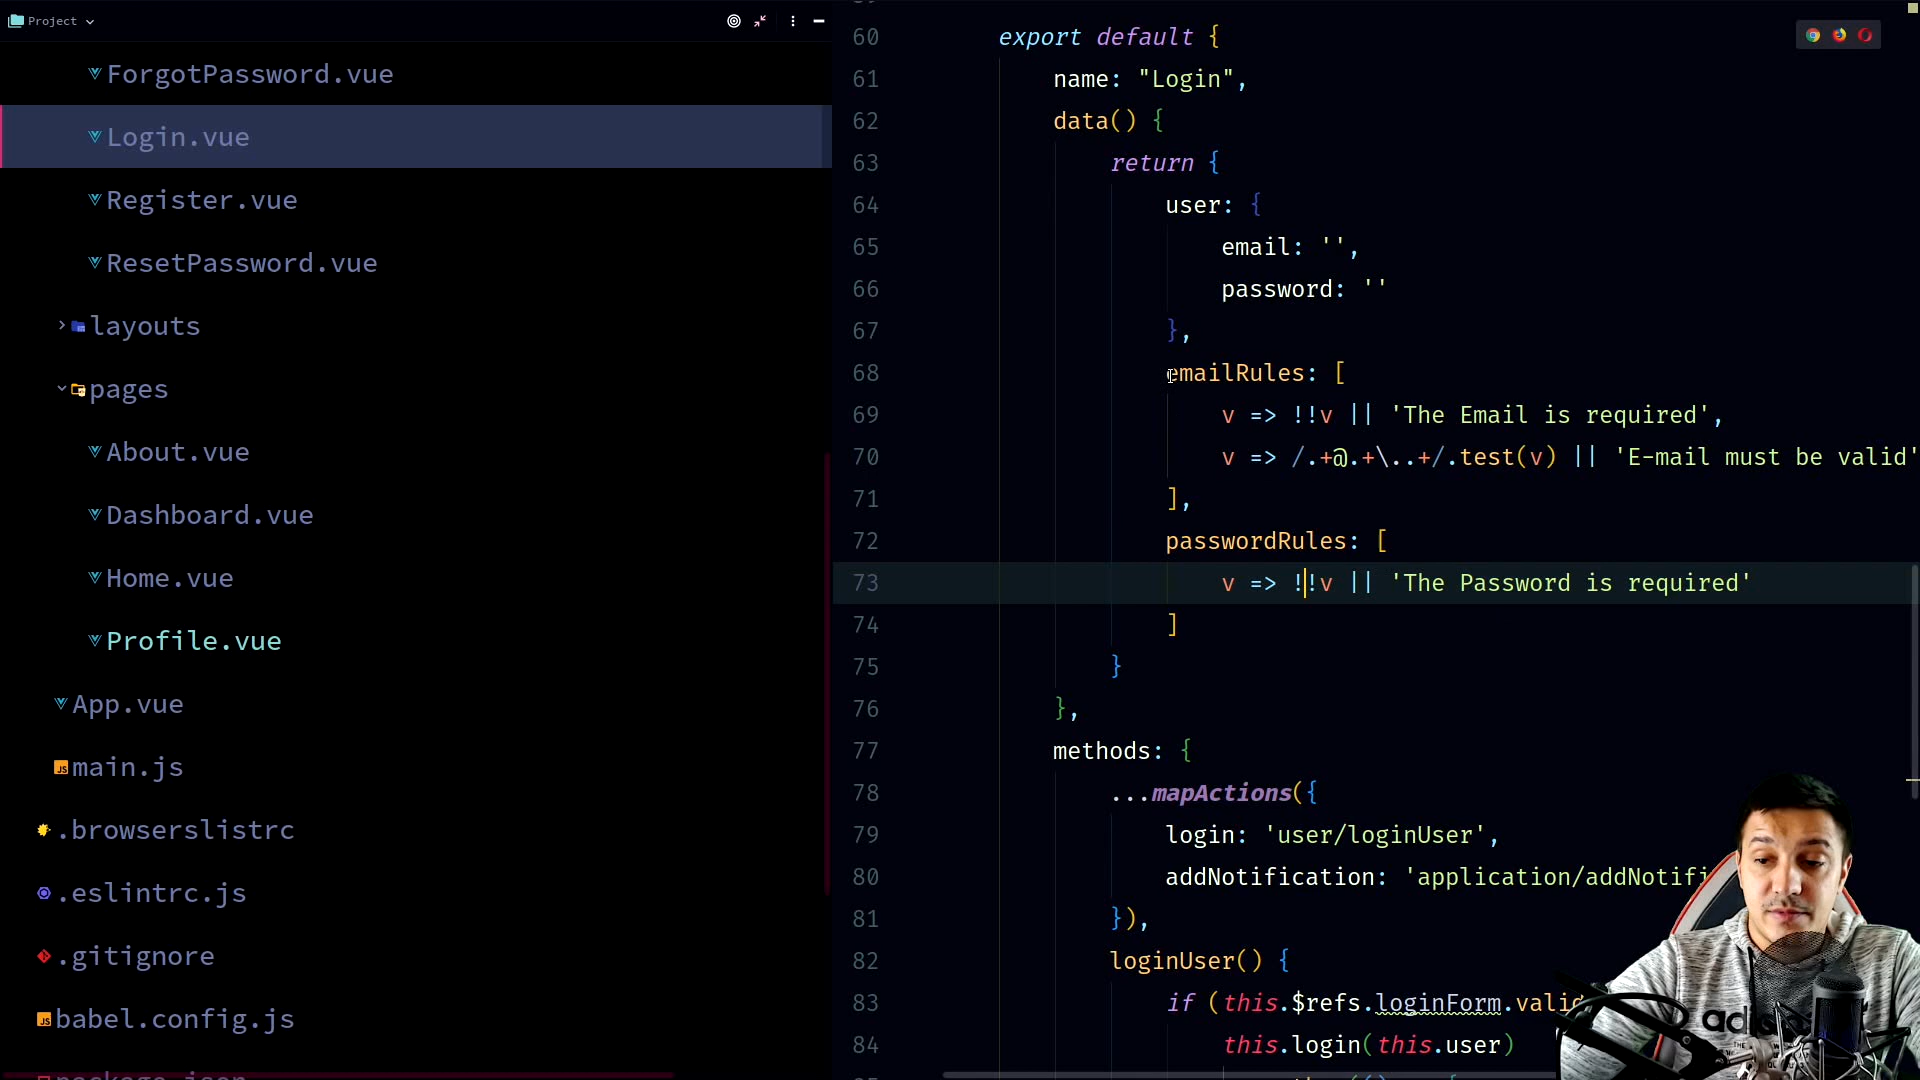 Project
ForgotPassword.vue
Login.vue
Register.vue
ResetPassword.vue
layouts
pages
About.vue
Dashboard.vue
Home.vue
Profile.vue
App.vue
main.js
.browserslistrc
.eslintrc.js
.gitignore
babel.config.js
package.json
60 export default {
61 name: "Login",
62 data() {
63 return {
64 user: {
65 email: '',
66 password: ''
67 },
68 emailRules: [
69 v => !!v || 'The Email is required',
70 v => /.+@.+\..+/.test(v) || 'E-mail must be valid'
71 ],
72 passwordRules: [
73 v => !!v || 'The Password is required'
74 ]
75 }
76 },
77 methods: {
78 ...mapActions({
79 login: 'user/loginUser',
80 addNotification: 'application/addNotifi
81 }),
82 loginUser() {
83 if (this.$refs.loginForm.valid
84 this.login(this.user)